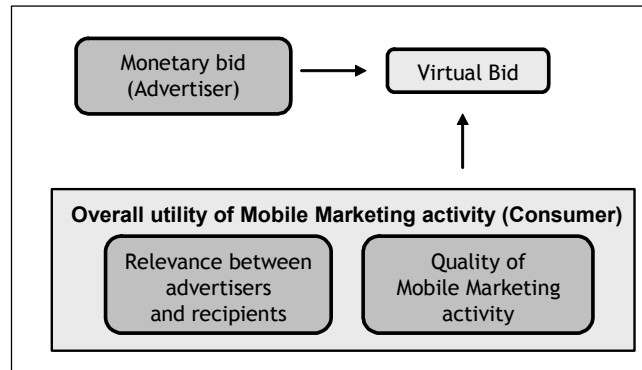 Monetary bid
(Advertiser)
Virtual Bid
Overall utility of Mobile Marketing activity (Consumer)
Relevance between
advertisers
and recipients
Quality of
Mobile Marketing
activity